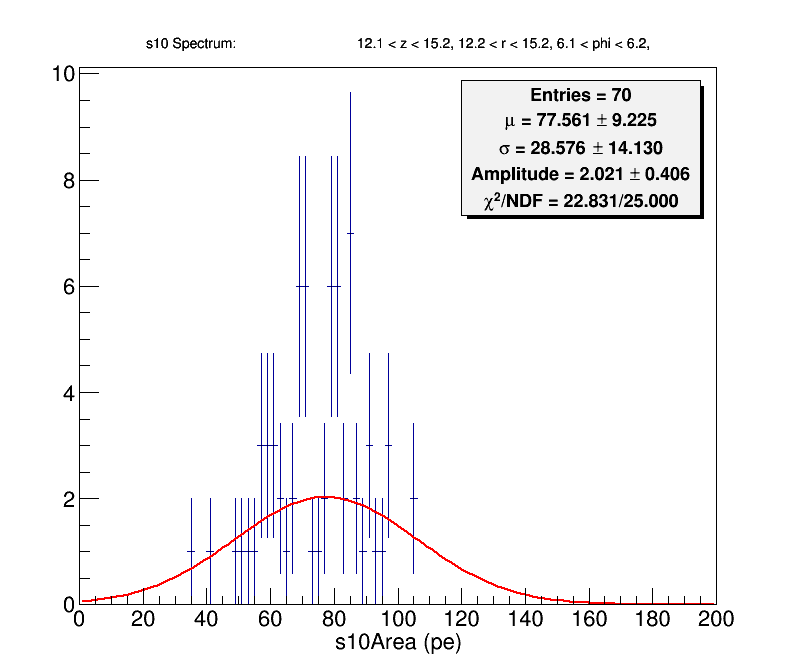 s10 Spectrum: 12.1 < z < 15.2, 12.2 < r < 15.2, 6.1 < phi < 6.2,
Entries = 70
μ = 77.561 ± 9.225
σ = 28.576 ± 14.130
Amplitude = 2.021 ± 0.406
χ²/NDF = 22.831/25.000
10
8
6
4
2
0
0 20 40 60 80 100 120 140 160 180 200
s10Area (pe)